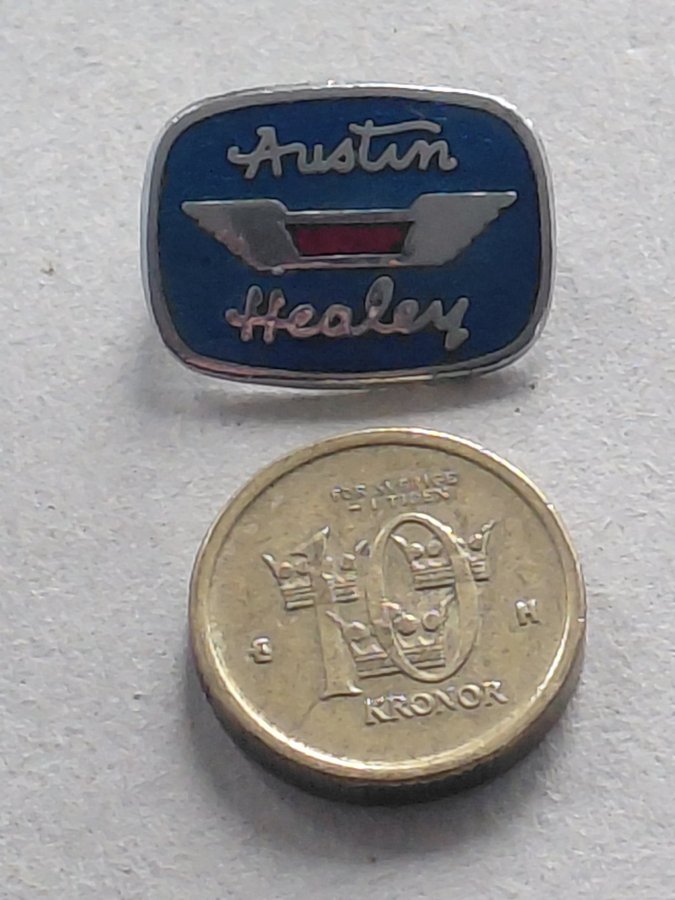 Austin
Healey
FÖR SVERIGE
- I TIDEN
10
KRONOR